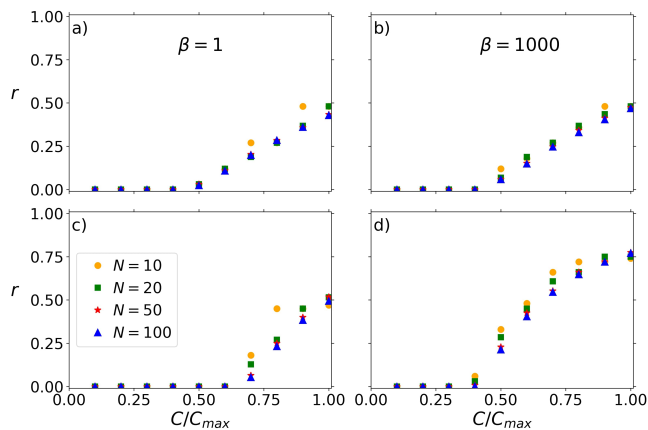 a)
β = 1
b)
β = 1000
r
1.00
0.75
0.50
0.25
0.00
c)
d)
N = 10
N = 20
N = 50
N = 100
r
1.00
0.75
0.50
0.25
0.00
0.00 0.25 0.50 0.75 1.00
0.00 0.25 0.50 0.75 1.00
C/Cmax
C/Cmax